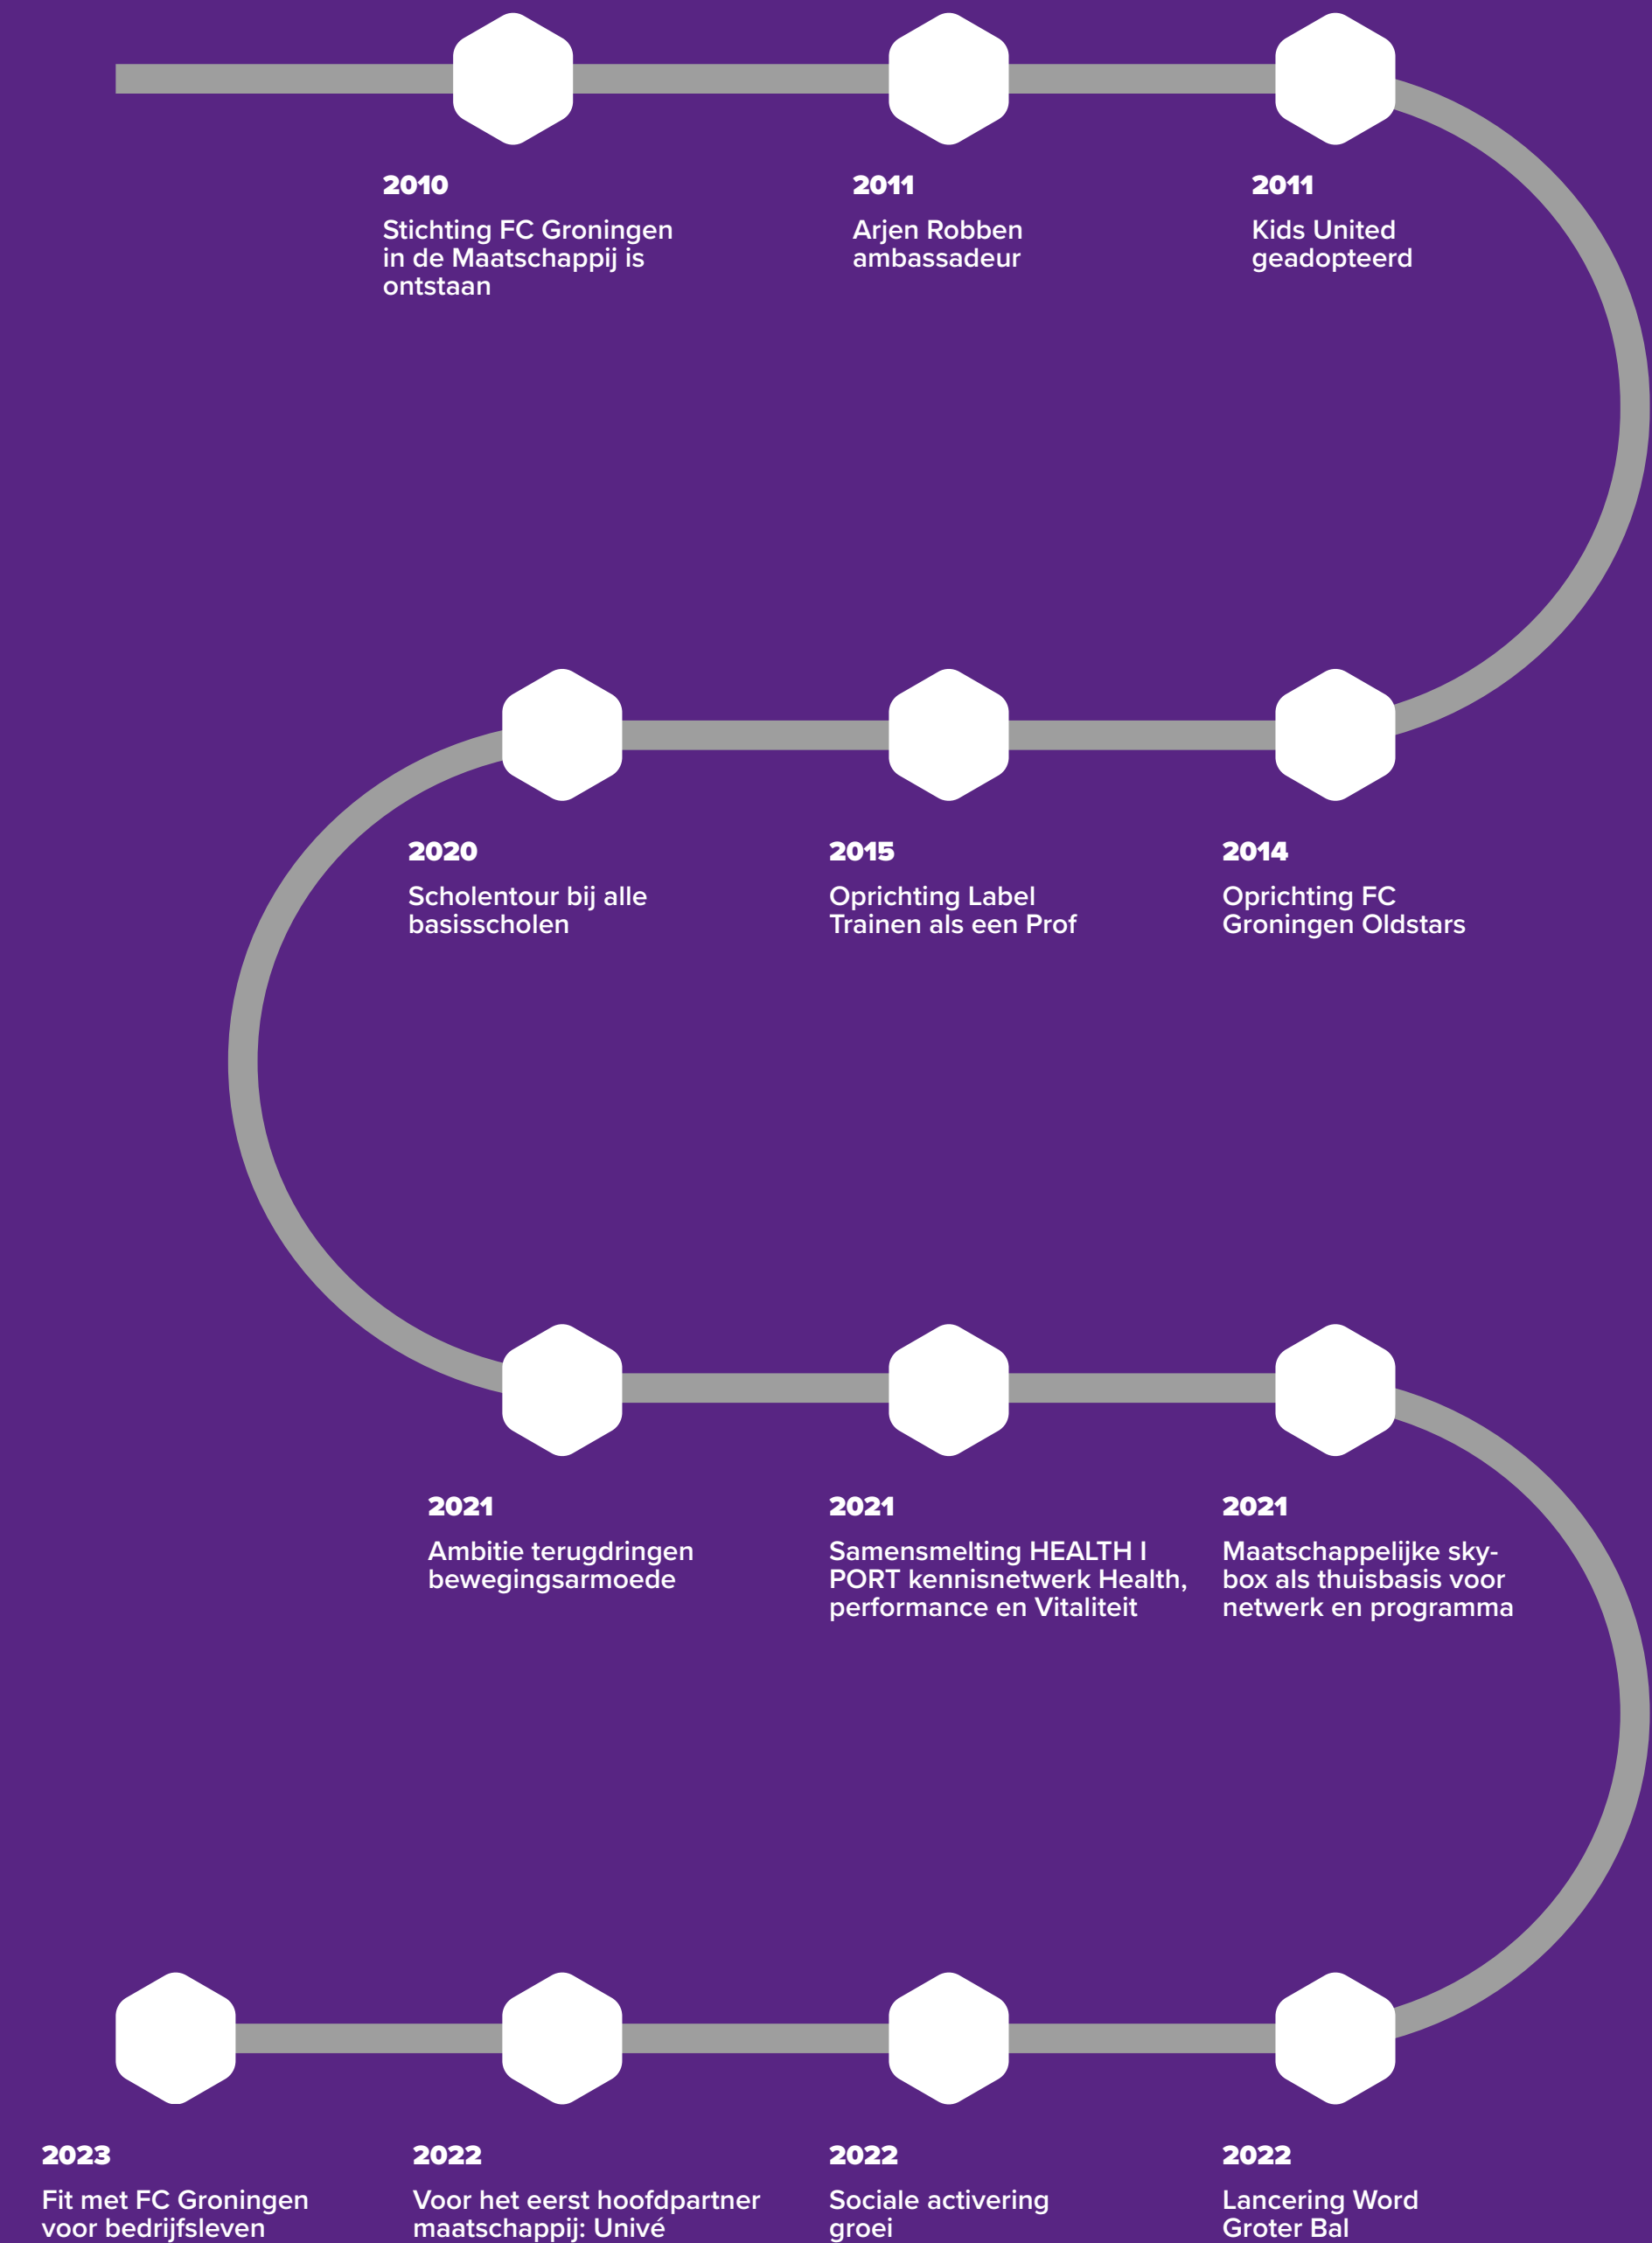 2010
Stichting FC Groningen
in de Maatschappij is
ontstaan
2011
Arjen Robben
ambassadeur
2011
Kids United
geadopteerd
2020
Scholentour bij alle
basisscholen
2015
Oprichting Label
Trainen als een Prof
2014
Oprichting FC
Groningen Oldstars
2021
Ambitie terugdringen
bewegingsarmoede
2021
Samensmelting HEALTH I
PORT kennisnetwerk Health,
performance en Vitaliteit
2021
Maatschappelijke sky-
box als thuisbasis voor
netwerk en programma
2023
Fit met FC Groningen
voor bedrijfsleven
2022
Voor het eerst hoofdpartner
maatschappij: Univé
2022
Sociale activering
groei
2022
Lancering Word
Groter Bal